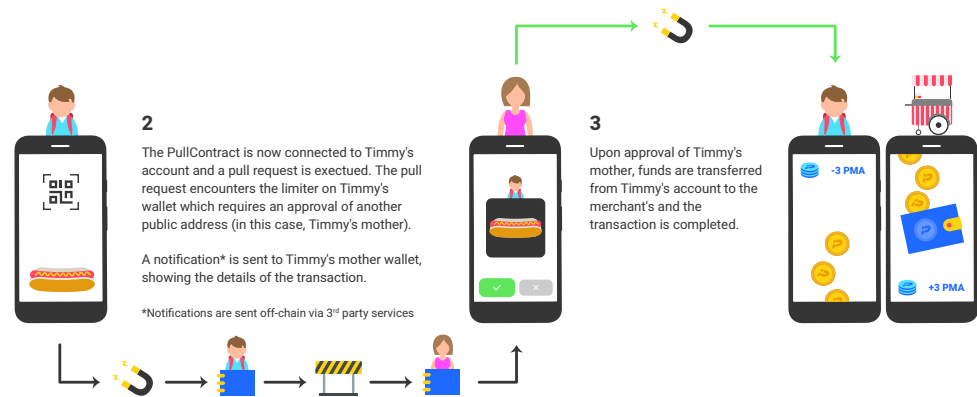 2
The PullContract is now connected to Timmy's
account and a pull request is exectued. The pull
request encounters the limiter on Timmy's
wallet which requires an approval of another
public address (in this case, Timmy's mother).
A notification* is sent to Timmy's mother wallet,
showing the details of the transaction.
*Notifications are sent off-chain via 3rd party services
3
Upon approval of Timmy's
mother, funds are transferred
from Timmy's account to the
merchant's and the
transaction is completed.
-3 PMA
+3 PMA